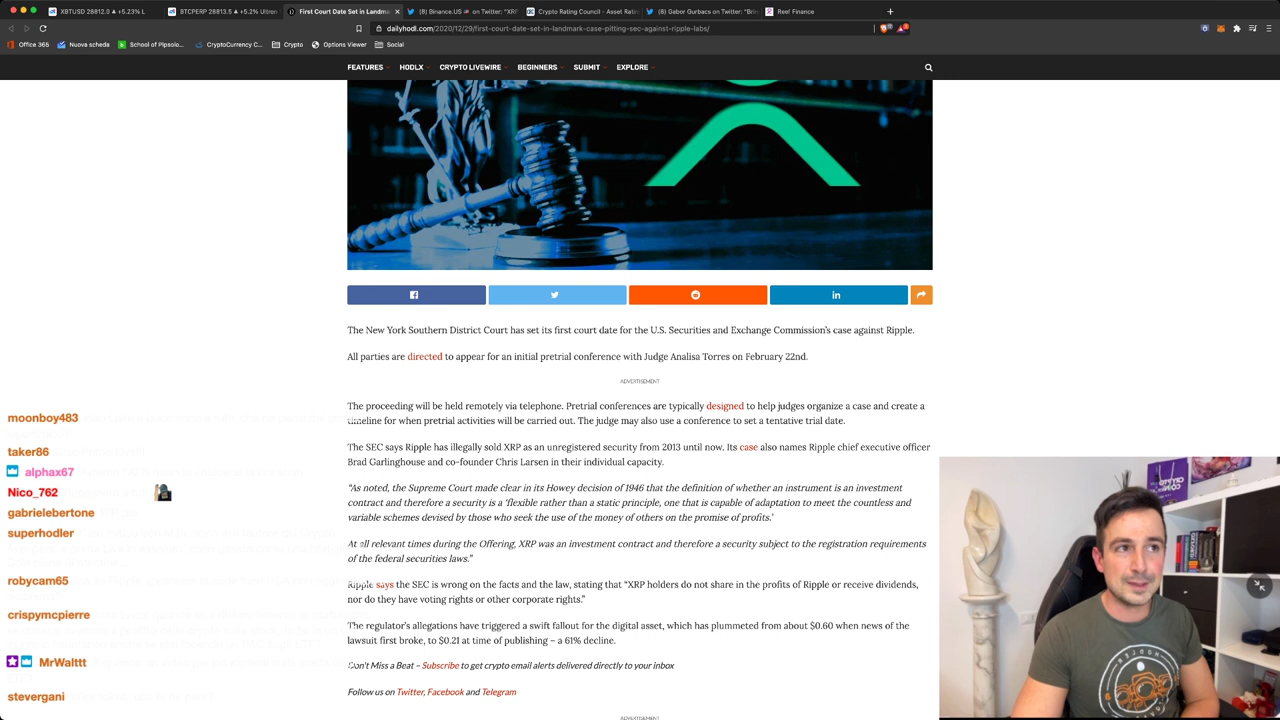 XBTUSD 28812.0 ▲ +5.23% L
BTCPERP 28813.5 ▲ +5.2% Ultrson
First Court Date Set in Landma
(8) Binance.US on Twitter: "XRP
Crypto Rating Council - Asset Ratin
(8) Gabor Gurbacs on Twitter: "Brie
Reef Finance
dailyhodl.com/2020/12/29/first-court-date-set-in-landmark-case-pitting-sec-against-ripple-labs/
Office 365
Nuova scheda
School of Pipsolo...
CryptoCurrency C...
Crypto
Options Viewer
Social
FEATURES
HODLX
CRYPTO LIVEWIRE
BEGINNERS
SUBMIT
EXPLORE
The New York Southern District Court has set its first court date for the U.S. Securities and Exchange Commission's case against Ripple.
All parties are directed to appear for an initial pretrial conference with Judge Analisa Torres on February 22nd.
ADVERTISEMENT
The proceeding will be held remotely via telephone. Pretrial conferences are typically designed to help judges organize a case and create a
timeline for when pretrial activities will be carried out. The judge may also use a conference to set a tentative trial date.
The SEC says Ripple has illegally sold XRP as an unregistered security from 2013 until now. Its case also names Ripple chief executive officer
Brad Garlinghouse and co-founder Chris Larsen in their individual capacity.
"As noted, the Supreme Court made clear in its Howey decision of 1946 that the definition of whether an instrument is an investment
contract and therefore a security is a 'flexible rather than a static principle, one that is capable of adaptation to meet the countless and
variable schemes devised by those who seek the use of the money of others on the promise of profits.'
At all relevant times during the Offering, XRP was an investment contract and therefore a security subject to the registration requirements
of the federal securities laws."
Ripple says the SEC is wrong on the facts and the law, stating that "XRP holders do not share in the profits of Ripple or receive dividends,
nor do they have voting rights or other corporate rights."
The regulator's allegations have triggered a swift fallout for the digital asset, which has plummeted from about $0.60 when news of the
lawsuit first broke, to $0.21 at time of publishing – a 61% decline.
Don't Miss a Beat – Subscribe to get crypto email alerts delivered directly to your inbox
Follow us on Twitter, Facebook and Telegram
ADVERTISEMENT
moonboy483
taker86
alphax67
Nico_762
gabrielebertone
superhodler
robycam65
crispymcpierre
MrWalttt
stevergani